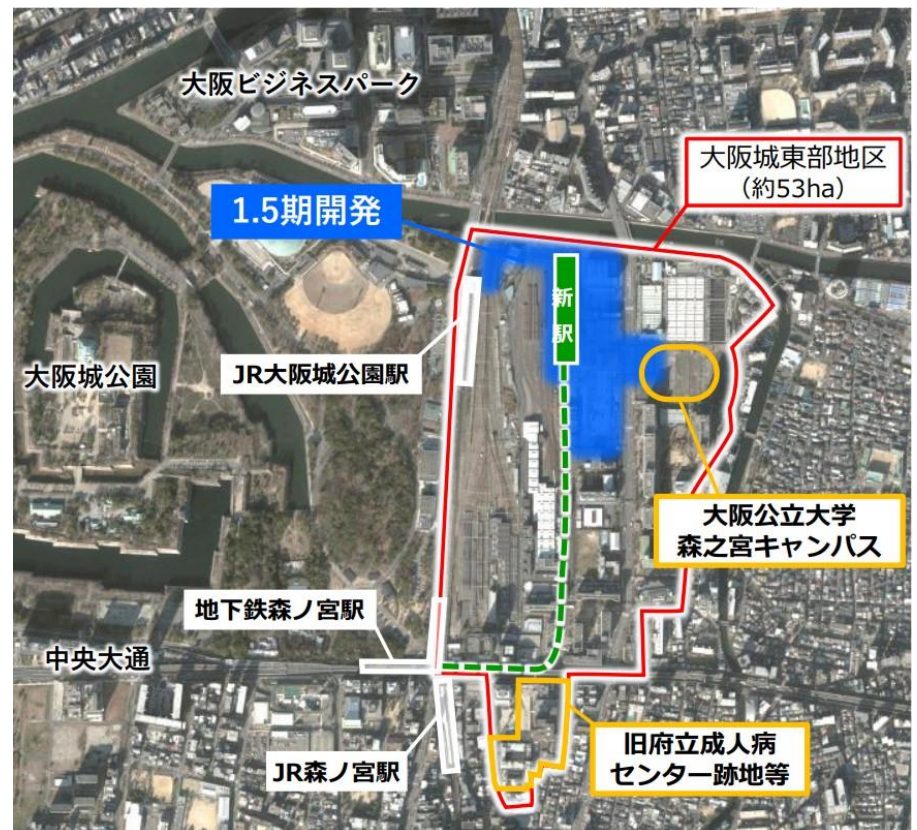 大阪ビジネスパーク
大阪城東部地区
（約53ha）
1.5期開発
新
駅
JR大阪城公園駅
大阪城公園
大阪公立大学
森之宮キャンパス
地下鉄森ノ宮駅
中央大通
JR森ノ宮駅
旧府立成人病
センター跡地等